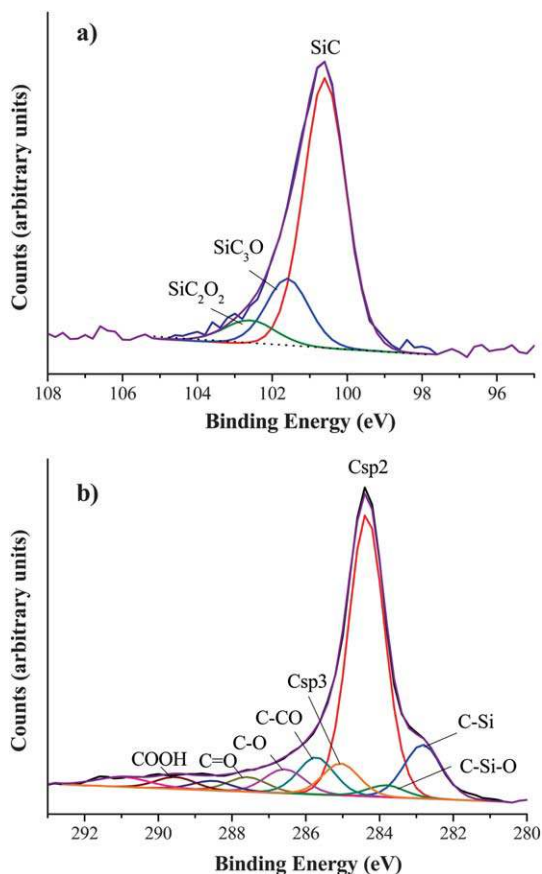 a)
SiC
SiC3O
SiC2O2
Counts (arbitrary units)
108 106 104 102 100 98 96
Binding Energy (eV)
b)
Csp2
Csp3
C-CO
C-O
C=O
COOH
C-Si
C-Si-O
Counts (arbitrary units)
292 290 288 286 284 282 280
Binding Energy (eV)